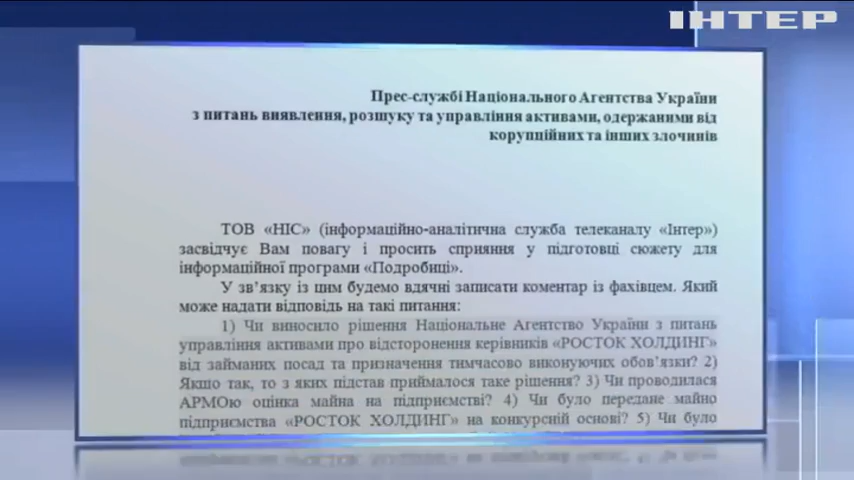 ІНТЕР
Прес-службі Національного Агентства України
з питань виявлення, розшуку та управління активами, одержаними від
корупційних та інших злочинів
ТОВ «НІС» (інформаційно-аналітична служба телеканалу «Інтер»)
засвідчує Вам повагу і просить сприяння у підготовці сюжету для
інформаційної програми «Подробиці».
У зв’язку із цим будемо вдячні записати коментар із фахівцем. Який
може надати відповідь на такі питання:
1) Чи виносило рішення Національне Агентство України з питань
управління активами про відсторонення керівників «РОСТОК ХОЛДИНГ»
від займаних посад та призначення тимчасово виконуючих обов’язки? 2)
Якщо так, то з яких підстав приймалося таке рішення? 3) Чи проводилася
АРМОю оцінка майна на підприємстві? 4) Чи було передане майно
підприємства «РОСТОК ХОЛДИНГ» на конкурсній основі? 5) Чи було